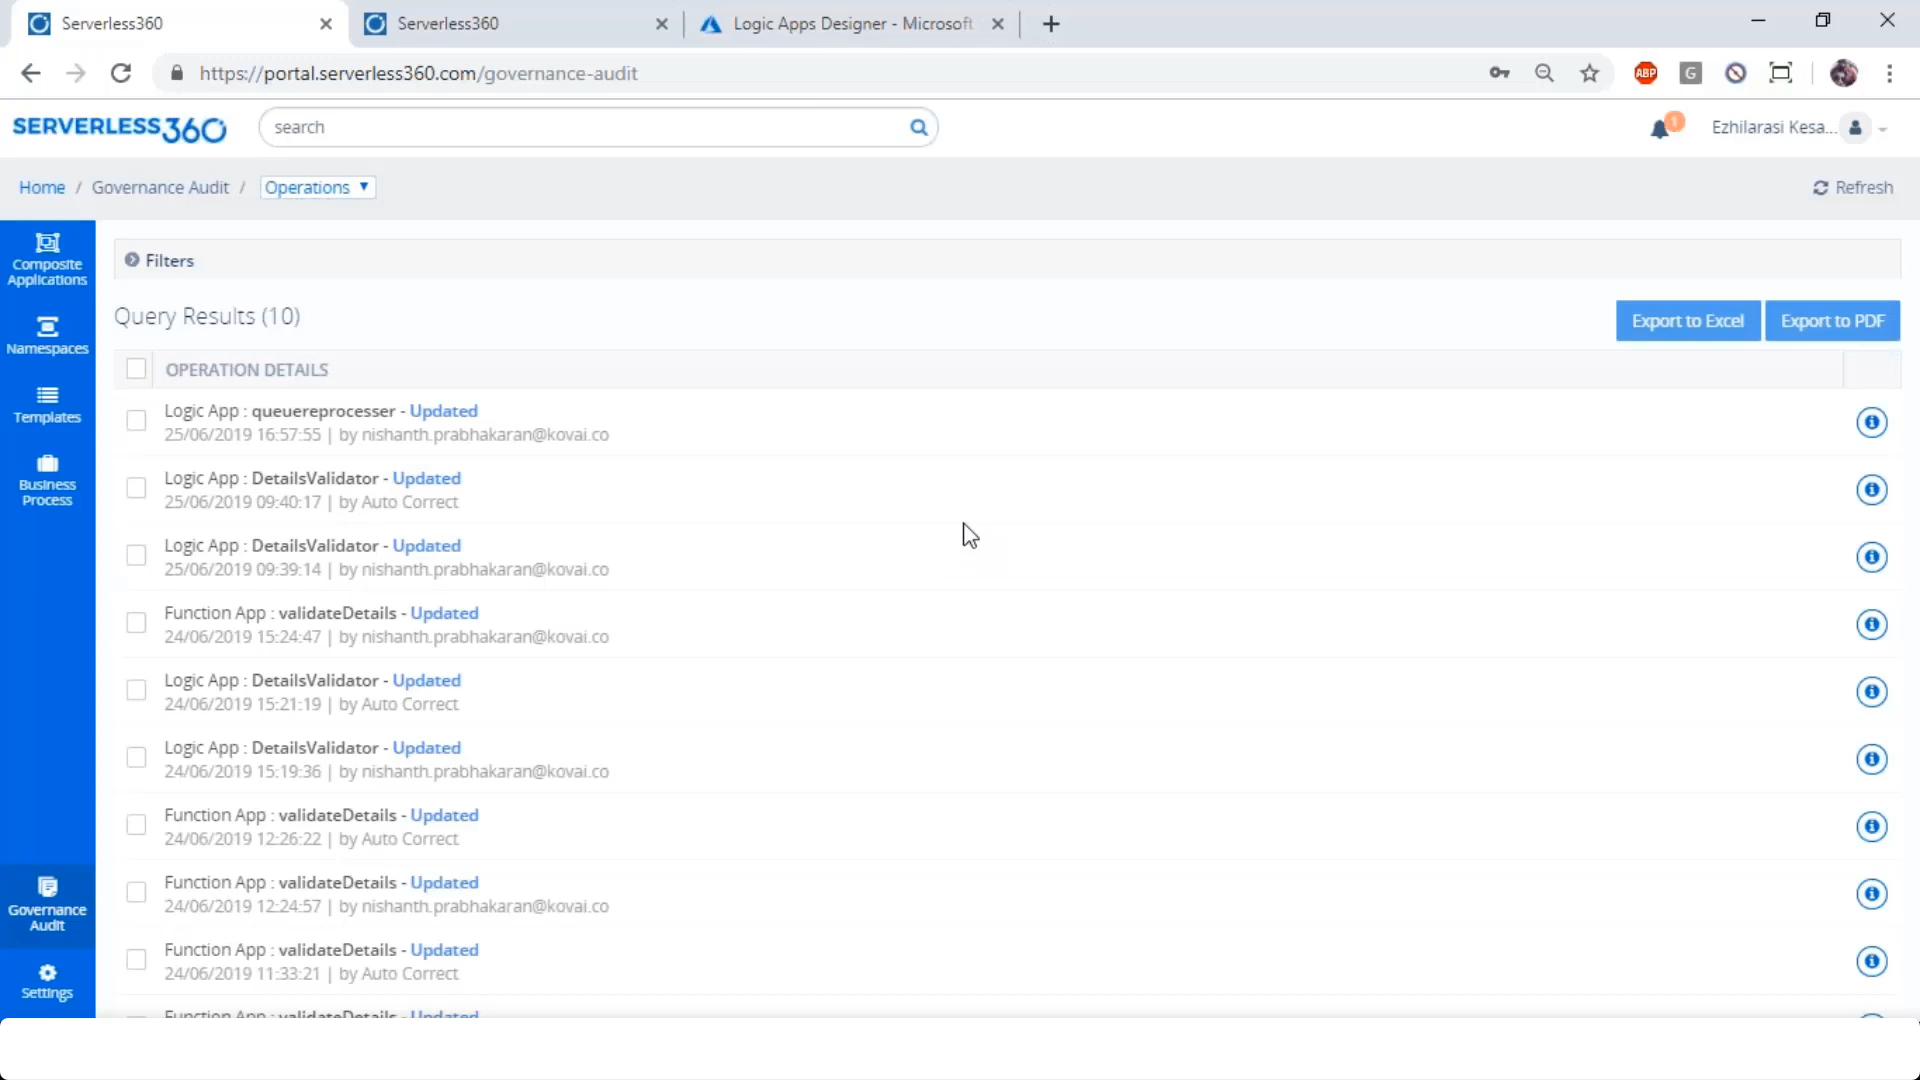 Serverless360
Serverless360
Logic Apps Designer - Microsoft
https://portal.serverless360.com/governance-audit
ABP
G
SERVERLESS360
search
1
Ezhilarasi Kesa...
Home / Governance Audit / Operations
Refresh
Composite
Applications
Namespaces
Templates
Business
Process
Governance
Audit
Settings
Filters
Query Results (10)
Export to Excel
Export to PDF
OPERATION DETAILS
Logic App : queuereprocesser - Updated
25/06/2019 16:57:55 | by nishanth.prabhakaran@kovai.co
Logic App : DetailsValidator - Updated
25/06/2019 09:40:17 | by Auto Correct
Logic App : DetailsValidator - Updated
25/06/2019 09:39:14 | by nishanth.prabhakaran@kovai.co
Function App : validateDetails - Updated
24/06/2019 15:24:47 | by nishanth.prabhakaran@kovai.co
Logic App : DetailsValidator - Updated
24/06/2019 15:21:19 | by Auto Correct
Logic App : DetailsValidator - Updated
24/06/2019 15:19:36 | by nishanth.prabhakaran@kovai.co
Function App : validateDetails - Updated
24/06/2019 12:26:22 | by Auto Correct
Function App : validateDetails - Updated
24/06/2019 12:24:57 | by nishanth.prabhakaran@kovai.co
Function App : validateDetails - Updated
24/06/2019 11:33:21 | by Auto Correct
Function App : validateDetails - Updated